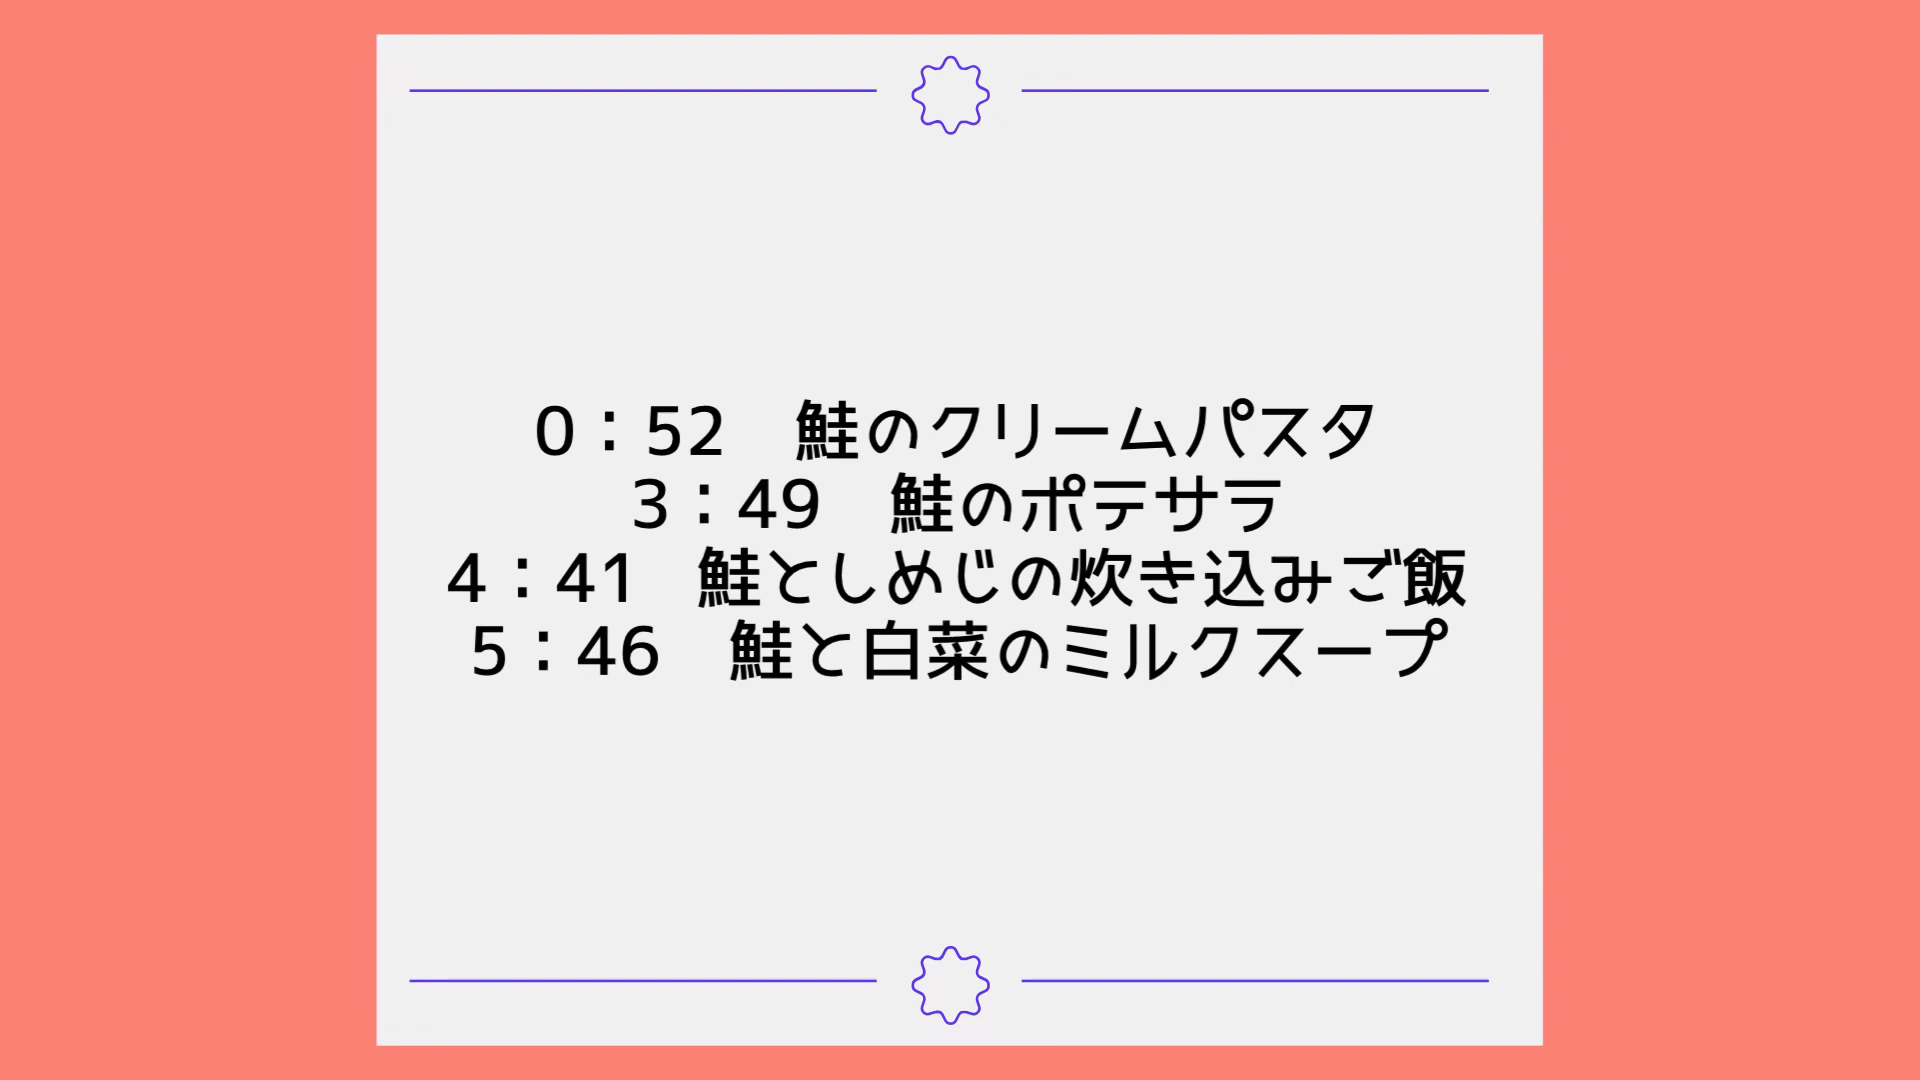 0：52　鮭のクリームパスタ
3：49　鮭のポテサラ
4：41　鮭としめじの炊き込みご飯
5：46　鮭と白菜のミルクスープ